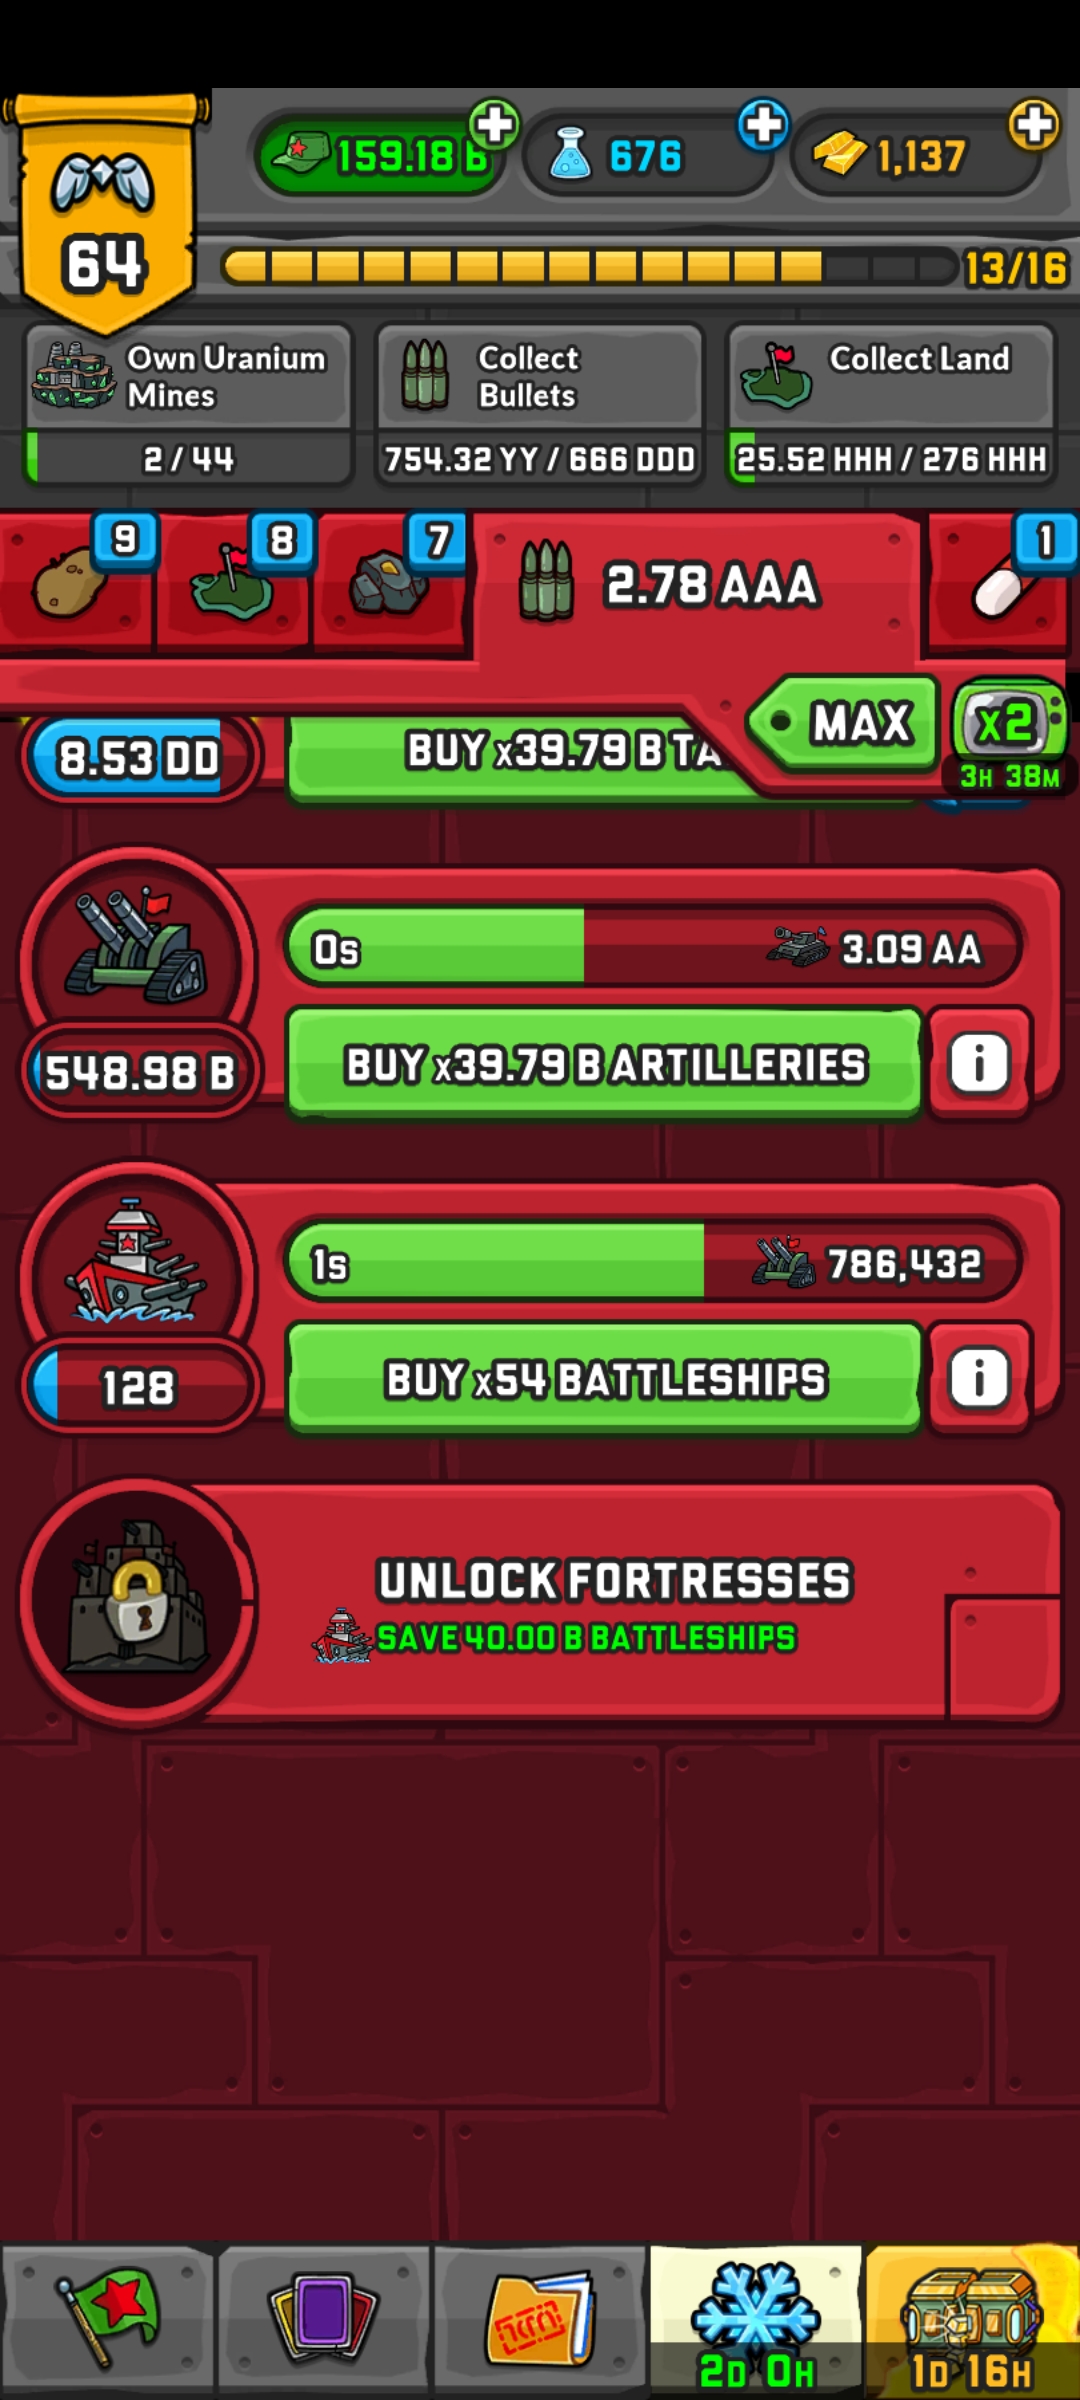 159.18 B
676
1,137
64
13/16
Own Uranium
Mines
2 / 44
Collect
Bullets
754.32 YY / 666 DDD
Collect Land
25.52 HHH / 276 HHH
9
8
7
2.78 AAA
1
MAX
x2
3H 38M
8.53 DD
BUY x39.79 B TA
0s
3.09 AA
548.98 B
BUY x39.79 B ARTILLERIES
i
1s
786,432
128
BUY x54 BATTLESHIPS
i
UNLOCK FORTRESSES
SAVE 40.00 B BATTLESHIPS
2D 0H
1D 16H